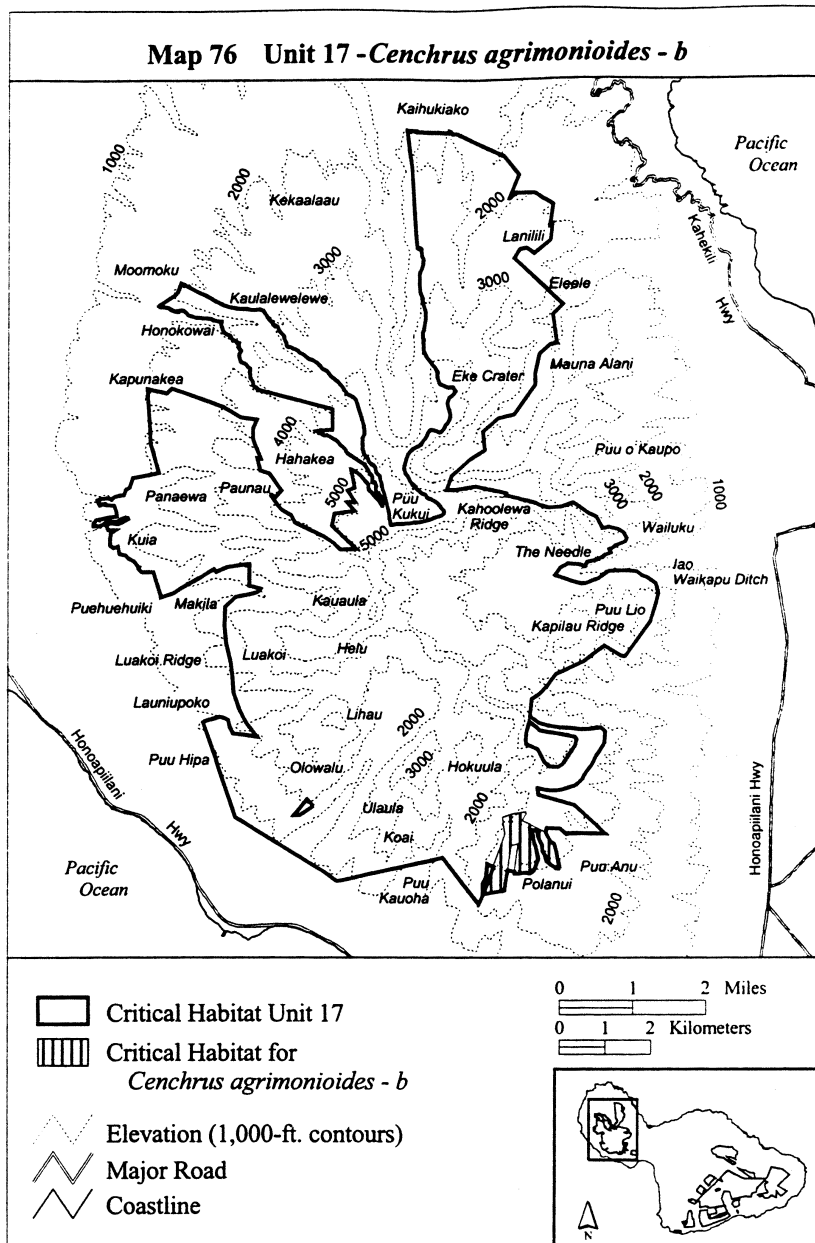 Map 76 Unit 17 - Cenchrus agrimonioides - b
Kaihukiako
Pacific
Ocean
1000
2000
Kekaalaau
2000
Lanilili
Kahekili
Hwy
3000
Moomoku
3000
Eleele
Kaulalewelewe
Honokowai
Mauna Alani
Kapunakea
Eke Crater
4000
Puu o Kaupo
Hahakea
2000
3000
1000
Panaewa
Paunau
5000
Puu
Kukui
Kahoolewa
Ridge
Wailuku
Kuia
5000
The Needle
Iao
Waikapu Ditch
Puehuehuiki
Makila
Kauaula
Puu Lio
Kapilau Ridge
Luakoi Ridge
Luakoi
Helu
Launiupoko
Lihau
2000
Honoapiilani
Hwy
Puu Hipa
Olowalu
3000
Hokuula
Honoapiilani Hwy
Ulaula
2000
Koai
Pacific
Ocean
Puu
Kauoha
Polanui
Puu Anu
2000
Critical Habitat Unit 17
Critical Habitat for
Cenchrus agrimonioides - b
Elevation (1,000-ft. contours)
Major Road
Coastline
0 1 2 Miles
0 1 2 Kilometers
N